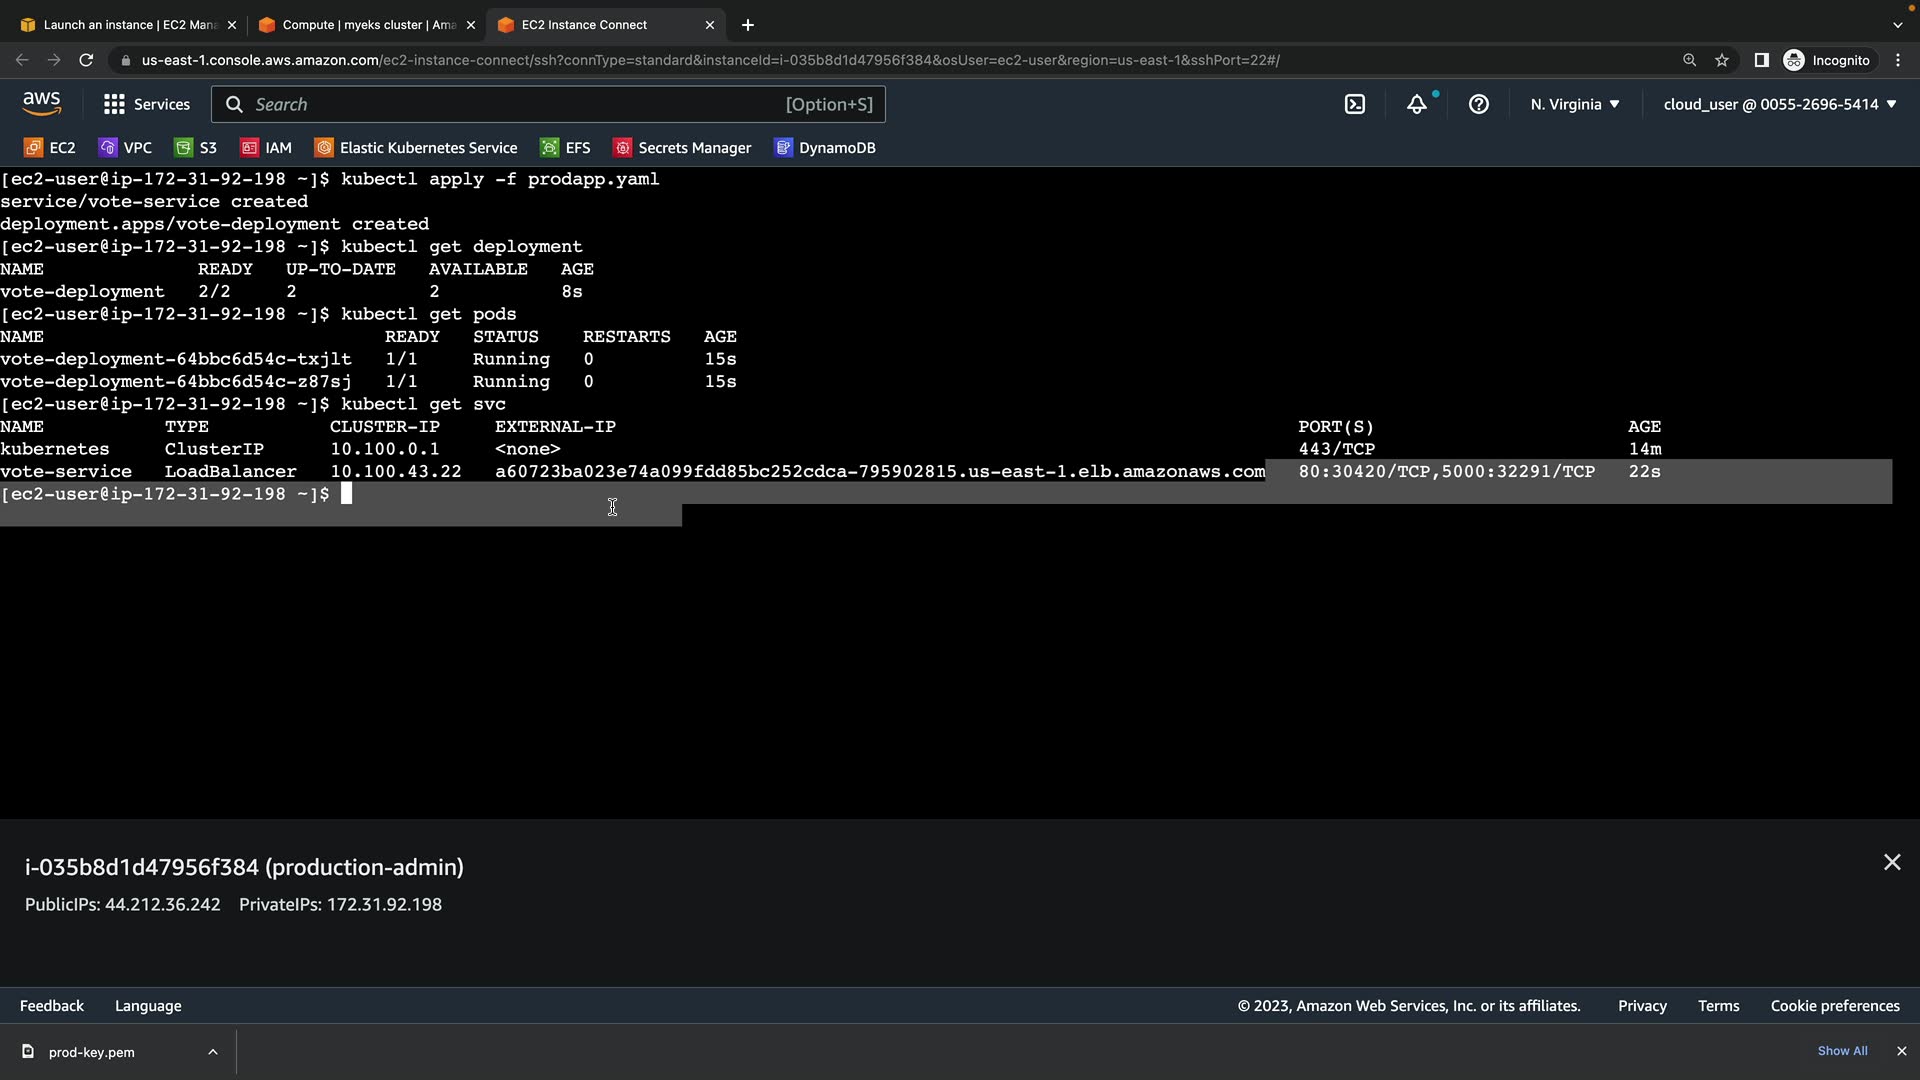 Launch an instance | EC2 Mana
Compute | myeks cluster | Ama
EC2 Instance Connect
us-east-1.console.aws.amazon.com/ec2-instance-connect/ssh?connType=standard&instanceId=i-035b8d1d47956f384&osUser=ec2-user&region=us-east-1&sshPort=22#/
Incognito
aws
Services
Search
[Option+S]
N. Virginia
cloud_user @ 0055-2696-5414
EC2 VPC S3 IAM Elastic Kubernetes Service EFS Secrets Manager DynamoDB
[ec2-user@ip-172-31-92-198 ~]$ kubectl apply -f prodapp.yaml
service/vote-service created
deployment.apps/vote-deployment created
[ec2-user@ip-172-31-92-198 ~]$ kubectl get deployment
NAME READY UP-TO-DATE AVAILABLE AGE
vote-deployment 2/2 2 2 8s
[ec2-user@ip-172-31-92-198 ~]$ kubectl get pods
NAME READY STATUS RESTARTS AGE
vote-deployment-64bbc6d54c-txjlt 1/1 Running 0 15s
vote-deployment-64bbc6d54c-z87sj 1/1 Running 0 15s
[ec2-user@ip-172-31-92-198 ~]$ kubectl get svc
NAME TYPE CLUSTER-IP EXTERNAL-IP PORT(S) AGE
kubernetes ClusterIP 10.100.0.1 <none> 443/TCP 14m
vote-service LoadBalancer 10.100.43.22 a60723ba023e74a099fdd85bc252cdca-795902815.us-east-1.elb.amazonaws.com 80:30420/TCP,5000:32291/TCP 22s
[ec2-user@ip-172-31-92-198 ~]$
i-035b8d1d47956f384 (production-admin)
PublicIPs: 44.212.36.242 PrivateIPs: 172.31.92.198
Feedback Language
© 2023, Amazon Web Services, Inc. or its affiliates. Privacy Terms Cookie preferences
prod-key.pem
Show All